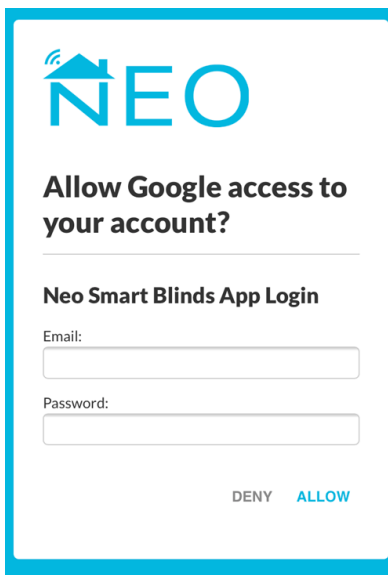 NEO
Allow Google access to
your account?
Neo Smart Blinds App Login
Email:
Password:
DENY ALLOW